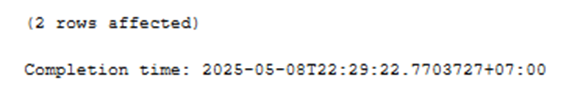 (2 rows affected)
Completion time: 2025-05-08T22:29:22.7703727+07:00